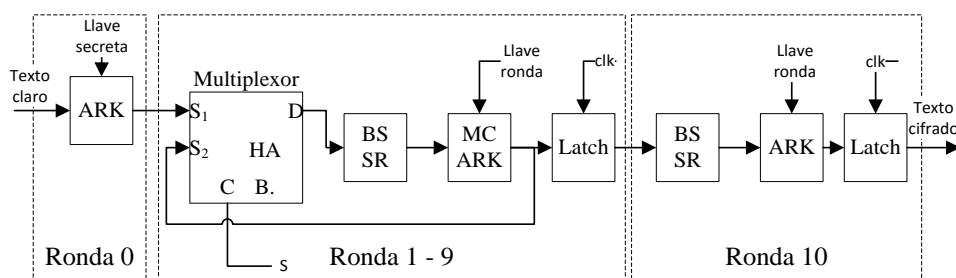 Llave
secreta
Texto
claro
ARK
Ronda 0
Multiplexor
S1
D
S2
HA
C B.
S
BS
SR
Llave
ronda
MC
ARK
clk
Latch
Ronda 1 - 9
BS
SR
Llave
ronda
ARK
clk
Latch
Texto
cifrado
Ronda 10